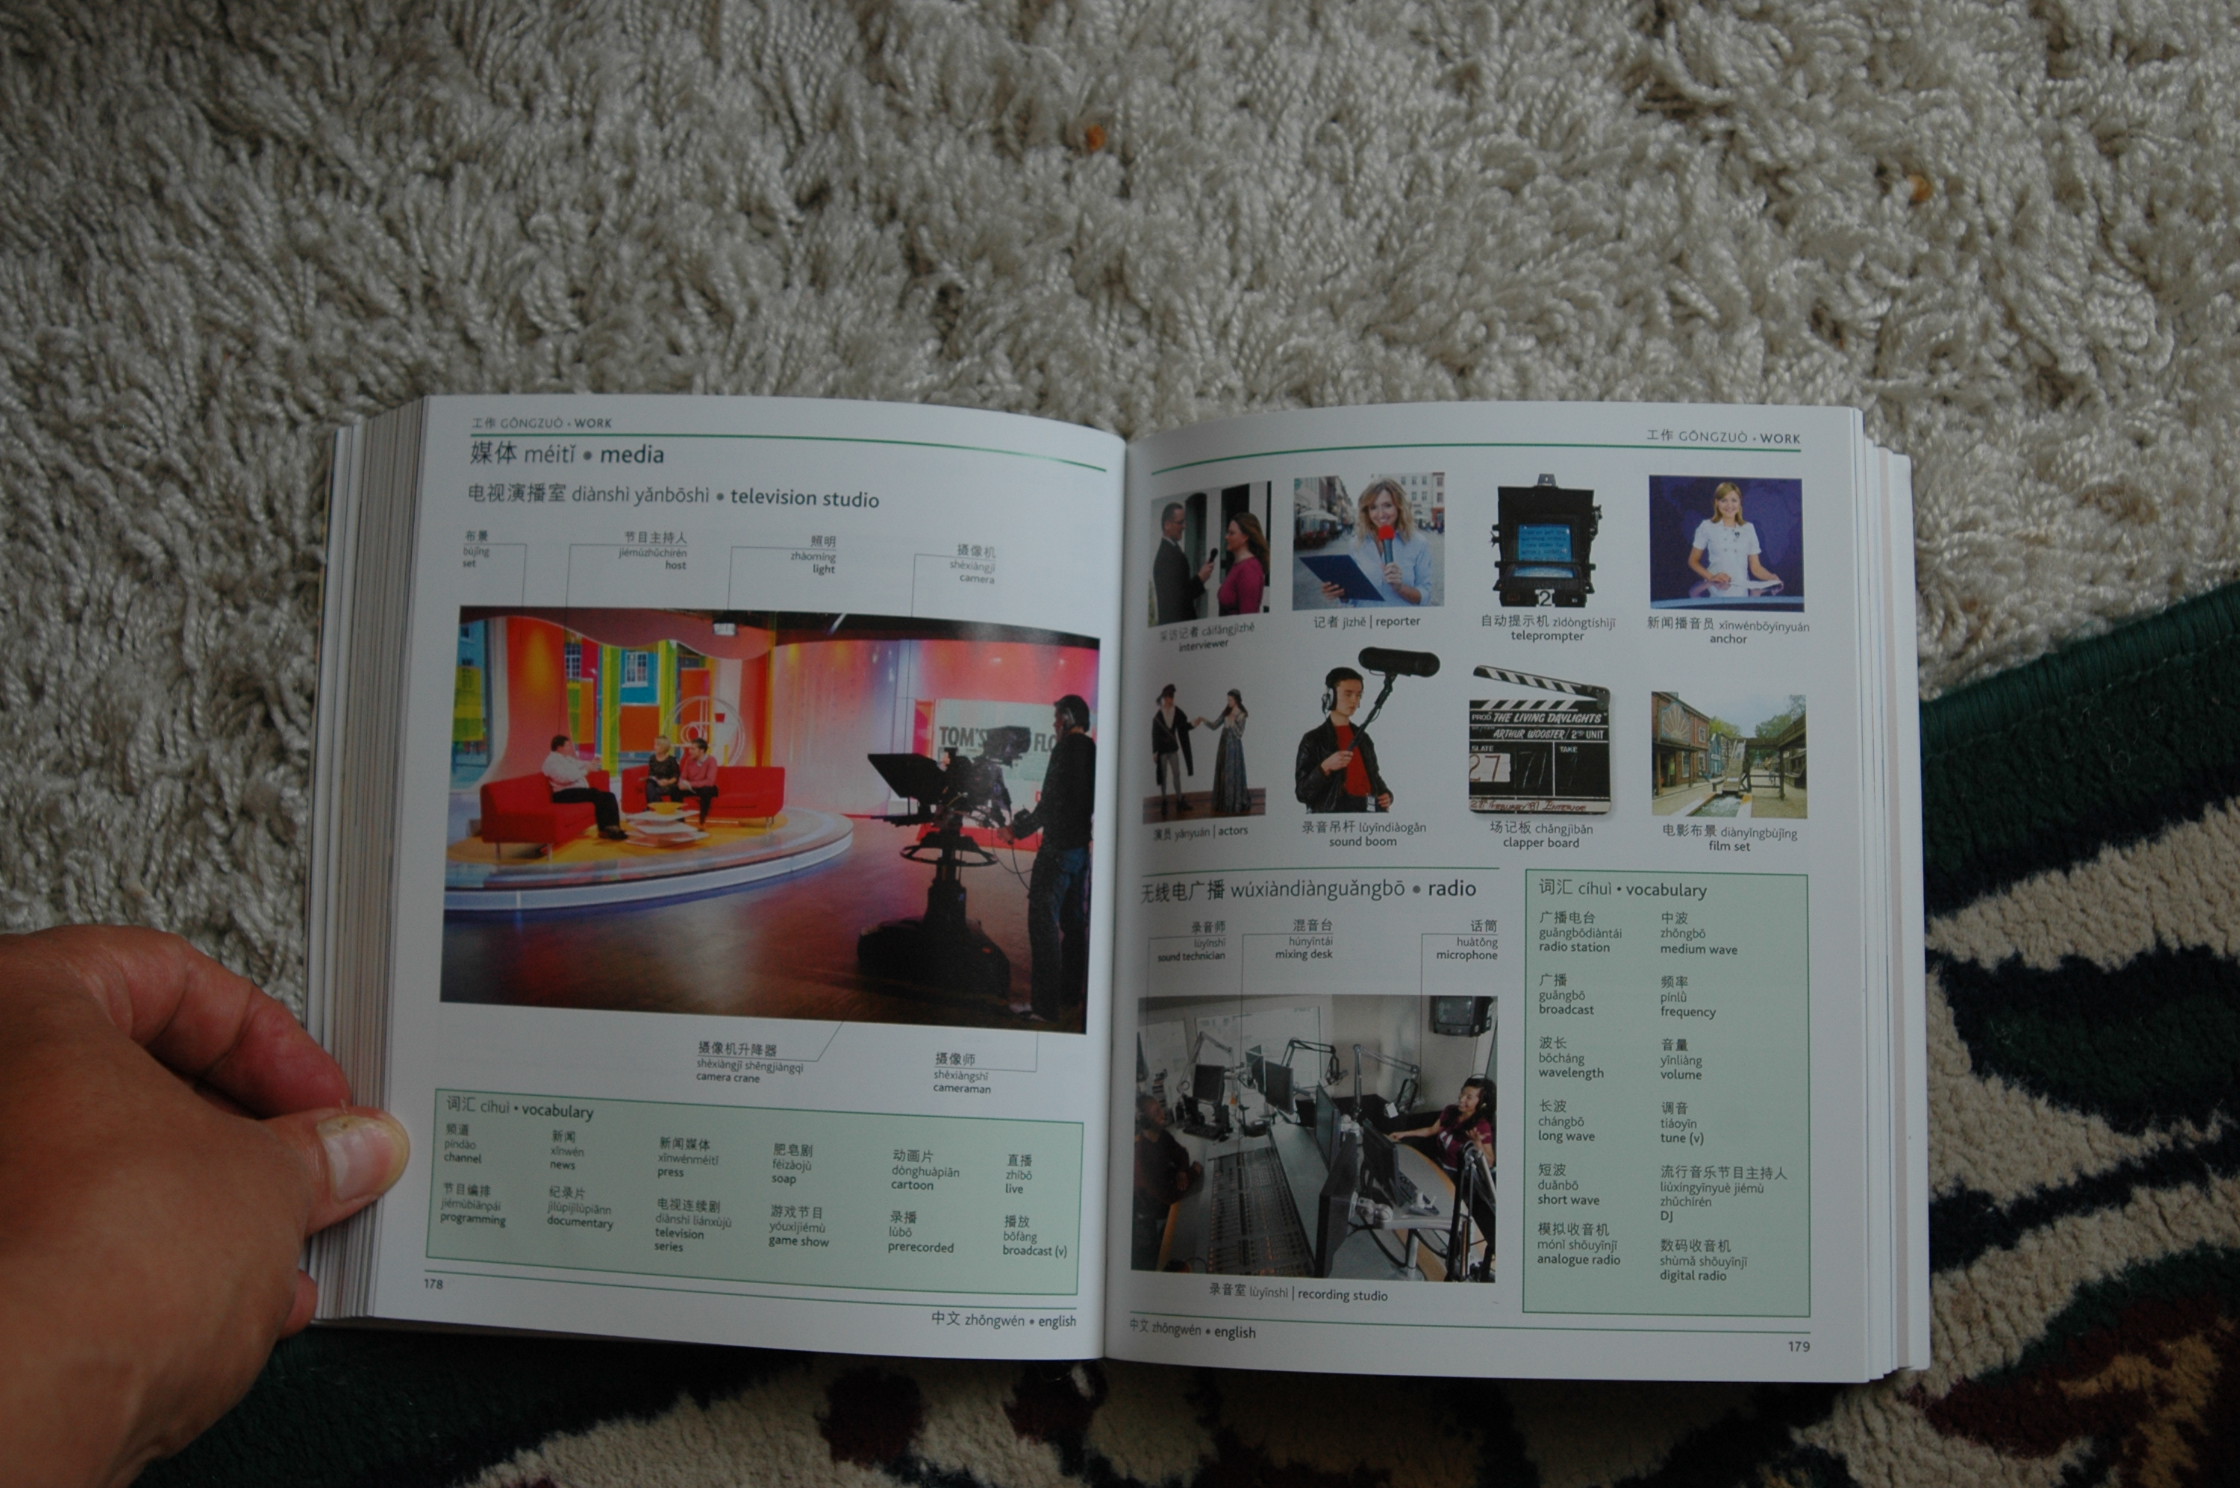 工作 GŌNGZUÒ • WORK
媒体 méitǐ • media
电视演播室 diànshì yǎnbōshì • television studio
布景
bùjǐng
set
节目主持人
jiémùzhǔchírén
host
照明
zhàomíng
light
摄像机
shèxiàngjī
camera
TOM'S
FLO
摄像机升降器
shèxiàngjī shēngjiàngqì
camera crane
摄像师
shèxiàngshī
cameraman
词汇 cíhuì • vocabulary
频道
píndào
channel
新闻
xīnwén
news
新闻媒体
xīnwénméitǐ
press
肥皂剧
féizàojù
soap
动画片
dònghuàpiān
cartoon
直播
zhíbō
live
节目编排
jiémùbiānpái
programming
纪录片
jìlùpiān
documentary
电视连续剧
diànshì liánxùjù
television
series
游戏节目
yóuxìjiémù
game show
录播
lùbō
prerecorded
播放
bōfàng
broadcast (v)
178
中文 zhōngwén • english
工作 GŌNGZUÒ • WORK
采访记者 cǎifǎngjìzhě
interviewer
记者 jìzhě | reporter
自动提示机 zìdòngtíshìjī
teleprompter
新闻播音员 xīnwénbōyīnyuán
anchor
演员 yǎnyuán | actors
录音吊杆 lùyīndiàogān
sound boom
PROD THE LIVING DAYLIGHTS
ARTHUR WOOSTER 2ND UNIT
SLATE
TAKE
27
场记板 chǎngjìbǎn
clapper board
电影布景 diànyǐngbùjǐng
film set
无线电广播 wúxiàndiànguǎngbō • radio
录音师
lùyīnshī
sound technician
混音台
hùnyīntái
mixing desk
话筒
huàtǒng
microphone
录音室 lùyīnshì | recording studio
词汇 cíhuì • vocabulary
广播电台
guǎngbōdiàntái
radio station
中波
zhōngbō
medium wave
广播
guǎngbō
broadcast
频率
pínlǜ
frequency
波长
bōcháng
wavelength
音量
yīnliàng
volume
长波
chángbō
long wave
调音
tiáoyīn
tune (v)
短波
duǎnbō
short wave
流行音乐节目主持人
liúxíngyīnyuè jiémù
zhǔchírén
DJ
模拟收音机
mónǐ shōuyīnjī
analogue radio
数码收音机
shùmǎ shōuyīnjī
digital radio
中文 zhōngwén • english
179